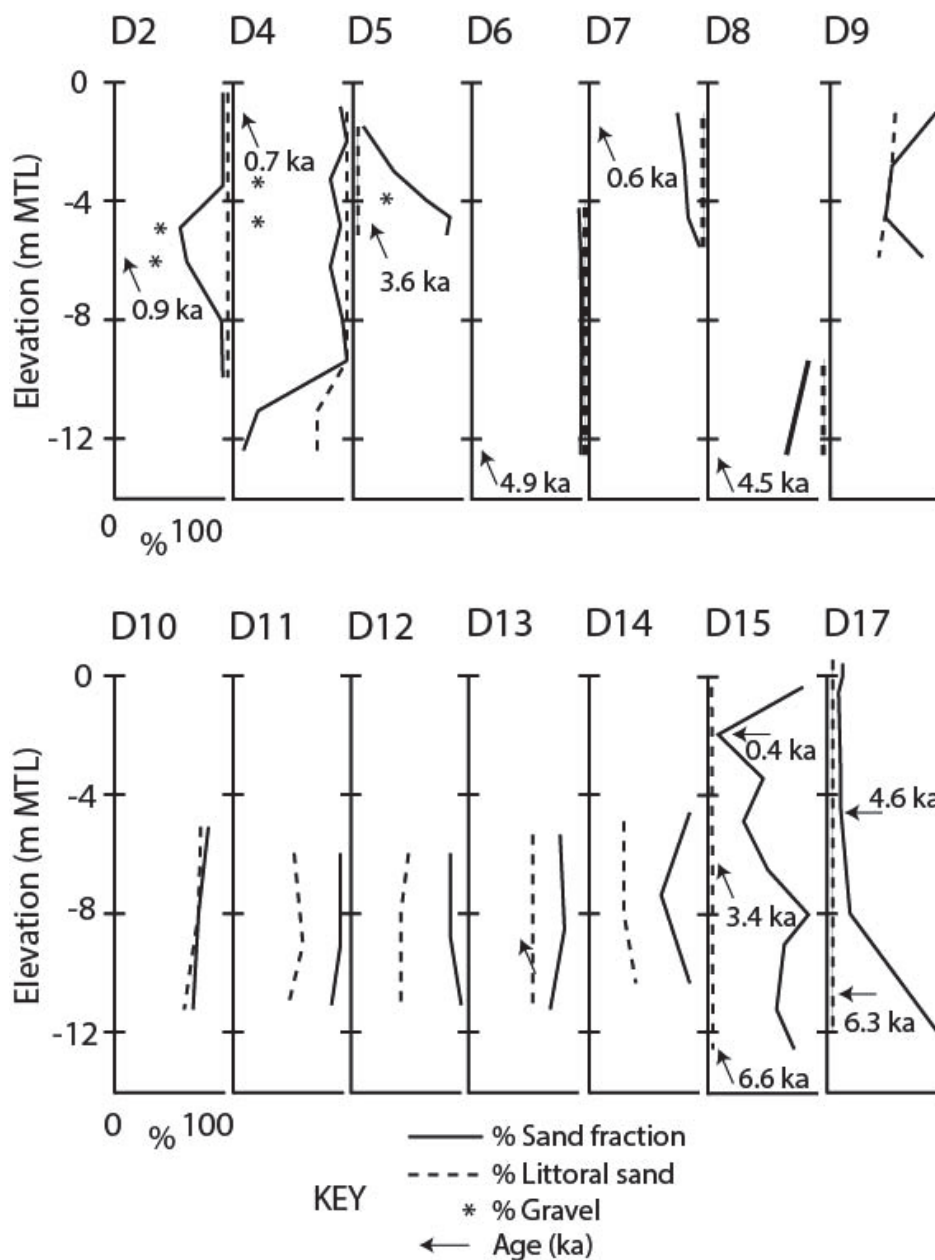 D2 D4 D5 D6 D7 D8 D9
0
0.7 ka
*
0.6 ka
-4
*
*
*
3.6 ka
*
0.9 ka
-8
-12
4.9 ka
4.5 ka
Elevation (m MTL)
0 % 100
D10 D11 D12 D13 D14 D15 D17
0
0.4 ka
-4
4.6 ka
3.4 ka
-8
6.3 ka
-12
6.6 ka
Elevation (m MTL)
0 % 100
% Sand fraction
% Littoral sand
KEY
* % Gravel
Age (ka)